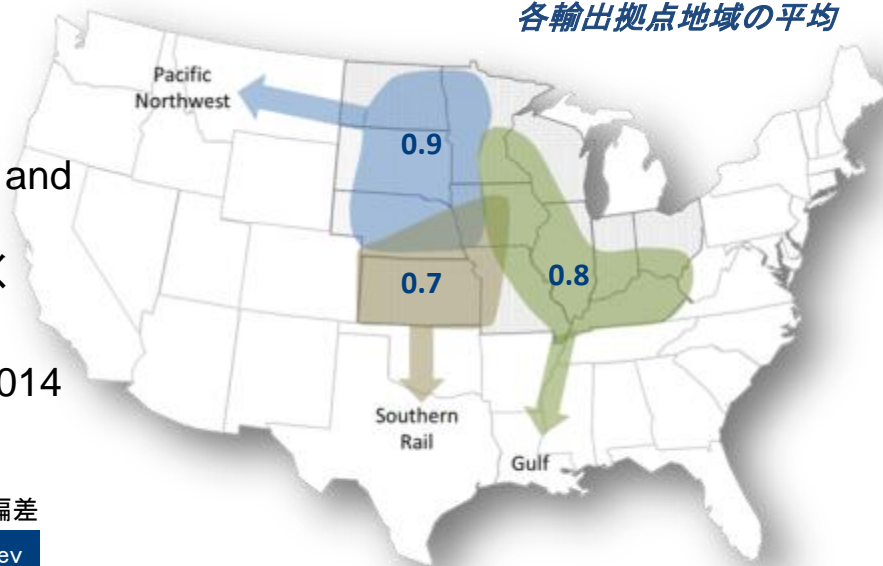 各輸出拠点地域の平均
Pacific
Northwest
0.9
and
く
0.7
0.8
014
Southern
Rail
Gulf
偏差
ev